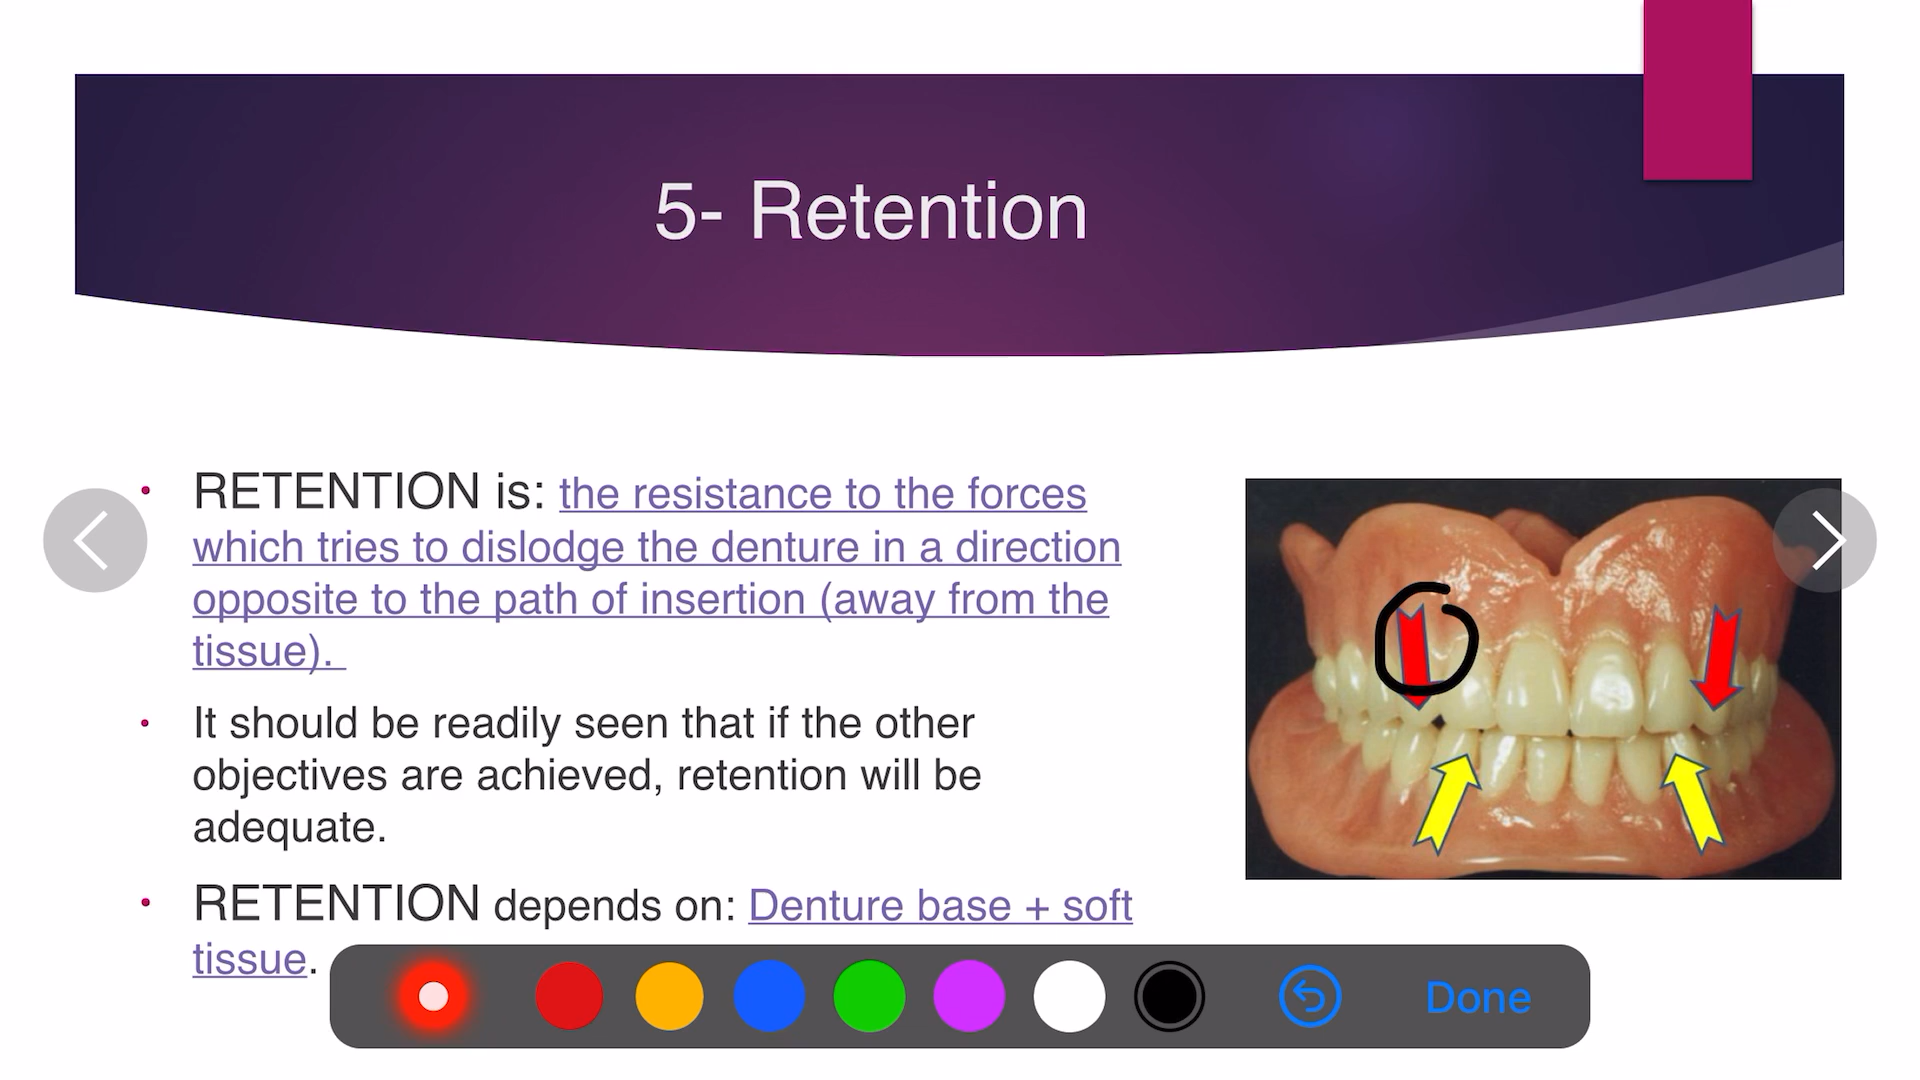 5- Retention
• RETENTION is: the resistance to the forces
which tries to dislodge the denture in a direction
opposite to the path of insertion (away from the
tissue).
• It should be readily seen that if the other
objectives are achieved, retention will be
adequate.
• RETENTION depends on: Denture base + soft
tissue.
Done